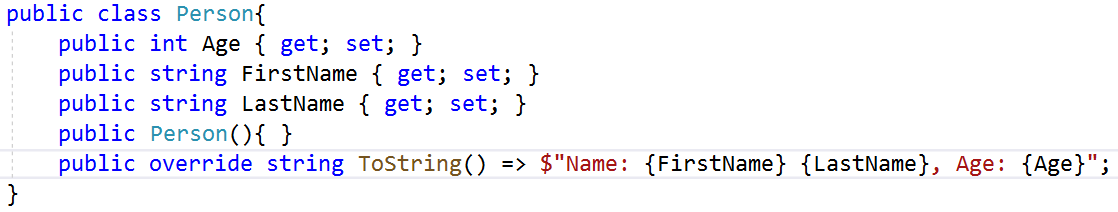 public class Person{
    public int Age { get; set; }
    public string FirstName { get; set; }
    public string LastName { get; set; }
    public Person(){ }
    public override string ToString() => $"Name: {FirstName} {LastName}, Age: {Age}";
}